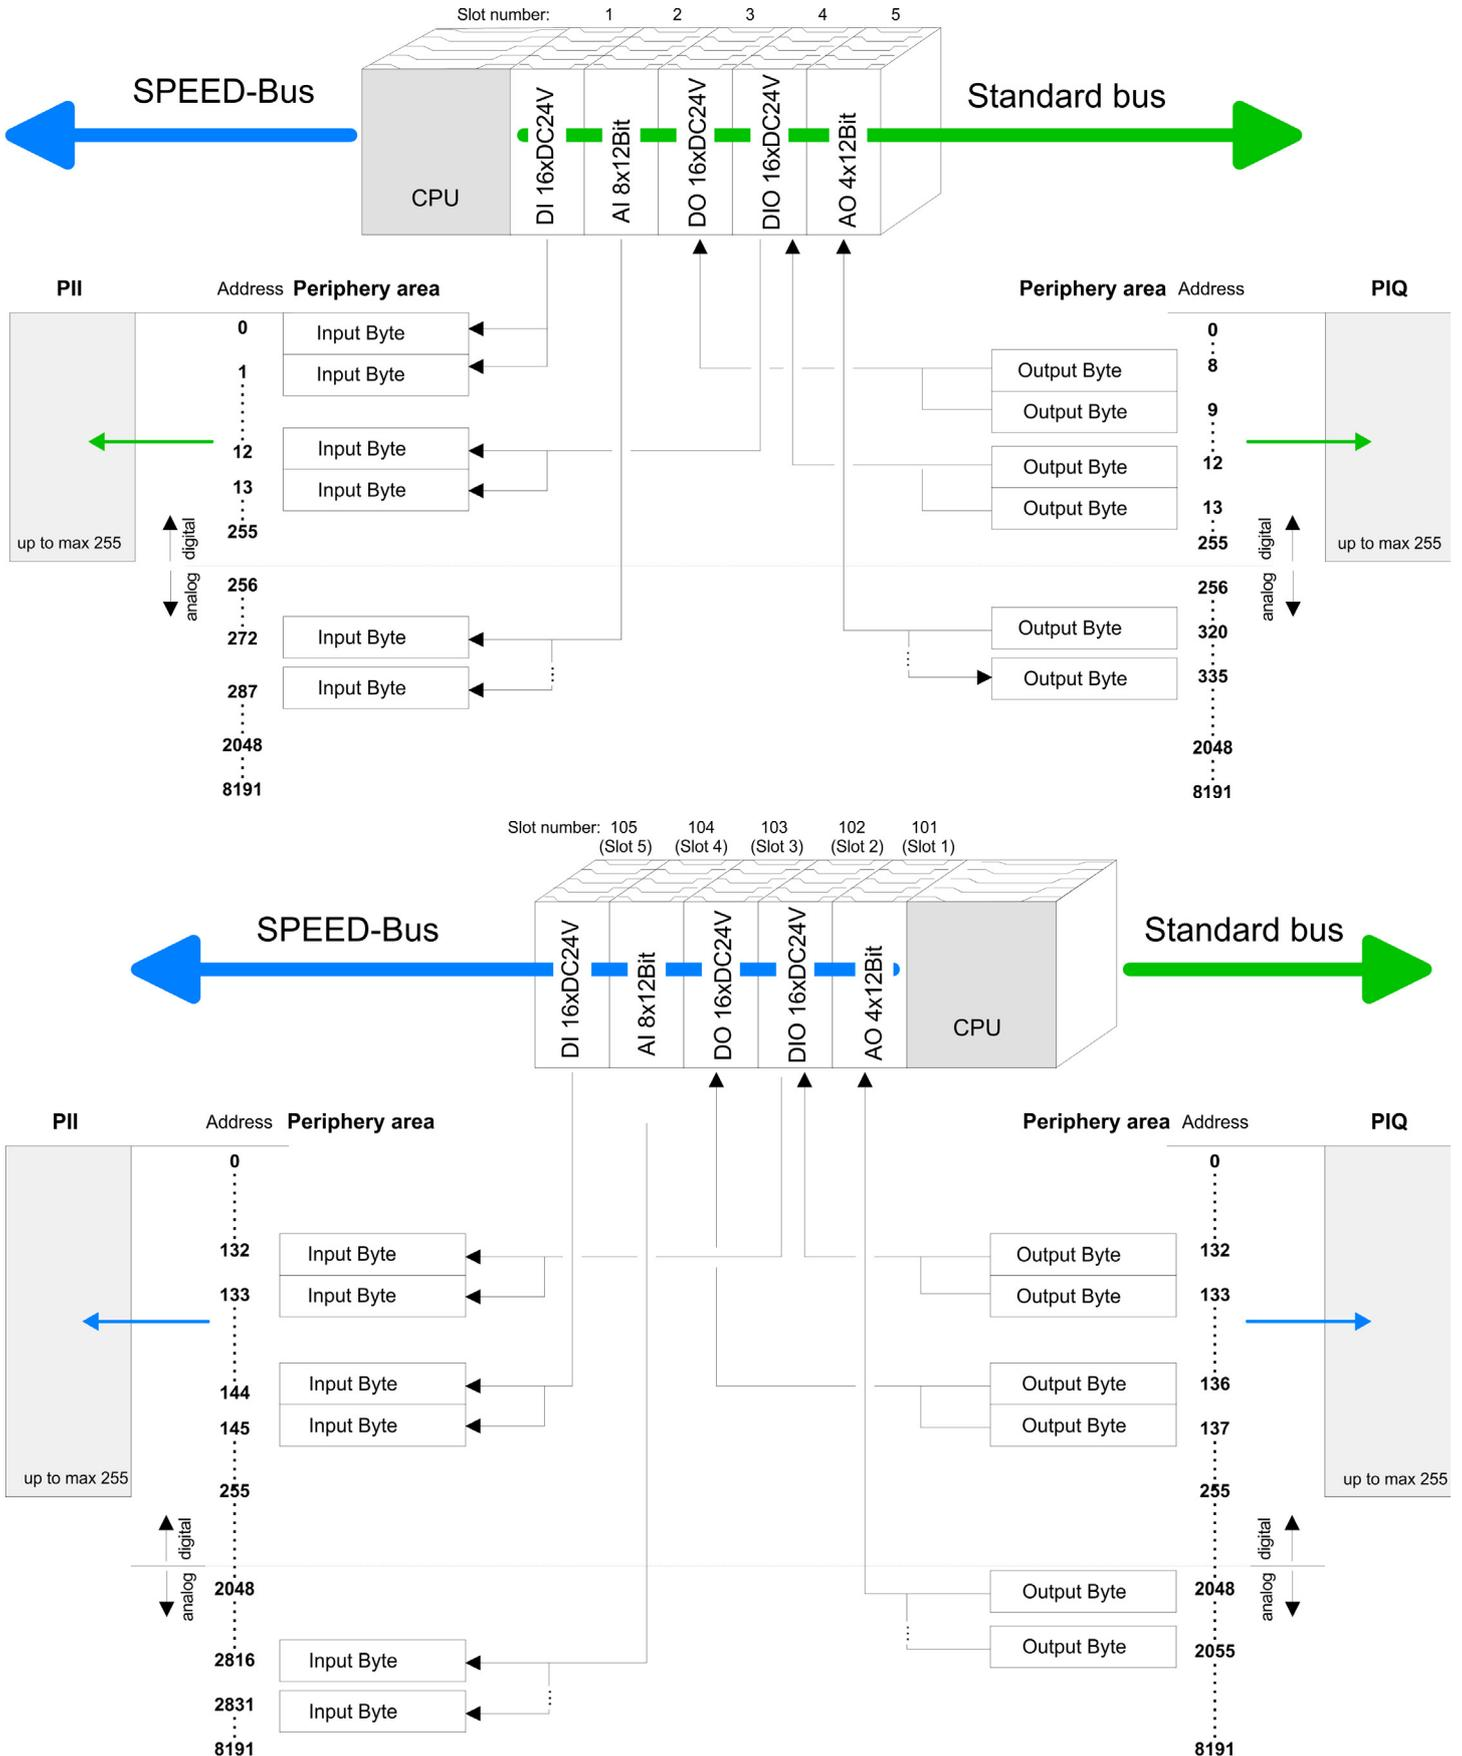 Slot number: 1 2 3 4 5
SPEED-Bus
Standard bus
CPU
DI 16xDC24V
AI 8x12Bit
DO 16xDC24V
DIO 16xDC24V
AO 4x12Bit
PII Address Periphery area
Periphery area Address PIQ
0 Input Byte
1 Input Byte
12 Input Byte
13 Input Byte
255
up to max 255
digital
analog
256
272 Input Byte
287 Input Byte
2048
8191
0
Output Byte 8
Output Byte 9
Output Byte 12
Output Byte 13
255
up to max 255
digital
analog
256
Output Byte 320
Output Byte 335
2048
8191
Slot number: 105 104 103 102 101
(Slot 5) (Slot 4) (Slot 3) (Slot 2) (Slot 1)
SPEED-Bus
Standard bus
DI 16xDC24V
AI 8x12Bit
DO 16xDC24V
DIO 16xDC24V
AO 4x12Bit
CPU
PII Address Periphery area
Periphery area Address PIQ
0
132 Input Byte
133 Input Byte
144 Input Byte
145 Input Byte
up to max 255
255
digital
analog
2048
2816 Input Byte
2831 Input Byte
8191
0
Output Byte 132
Output Byte 133
Output Byte 136
Output Byte 137
up to max 255
255
digital
analog
Output Byte 2048
Output Byte 2055
8191